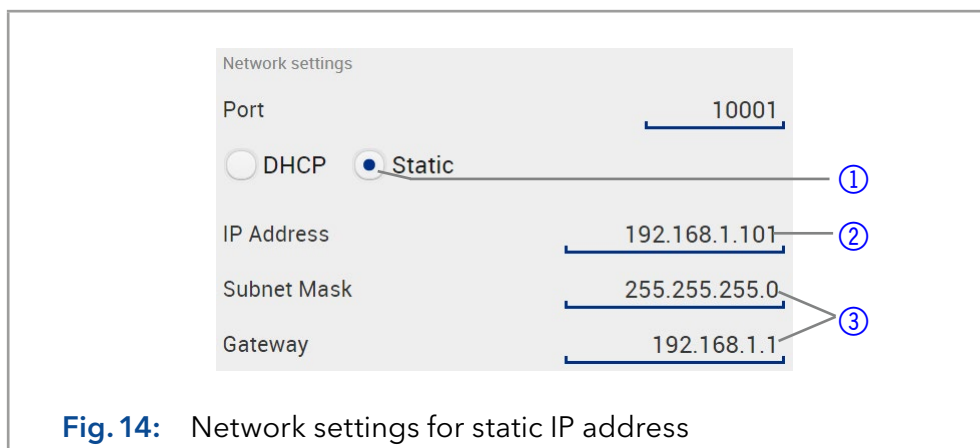 Network settings
Port 10001
DHCP Static
①
IP Address 192.168.1.101 ②
Subnet Mask 255.255.255.0
③
Gateway 192.168.1.1
Fig. 14: Network settings for static IP address